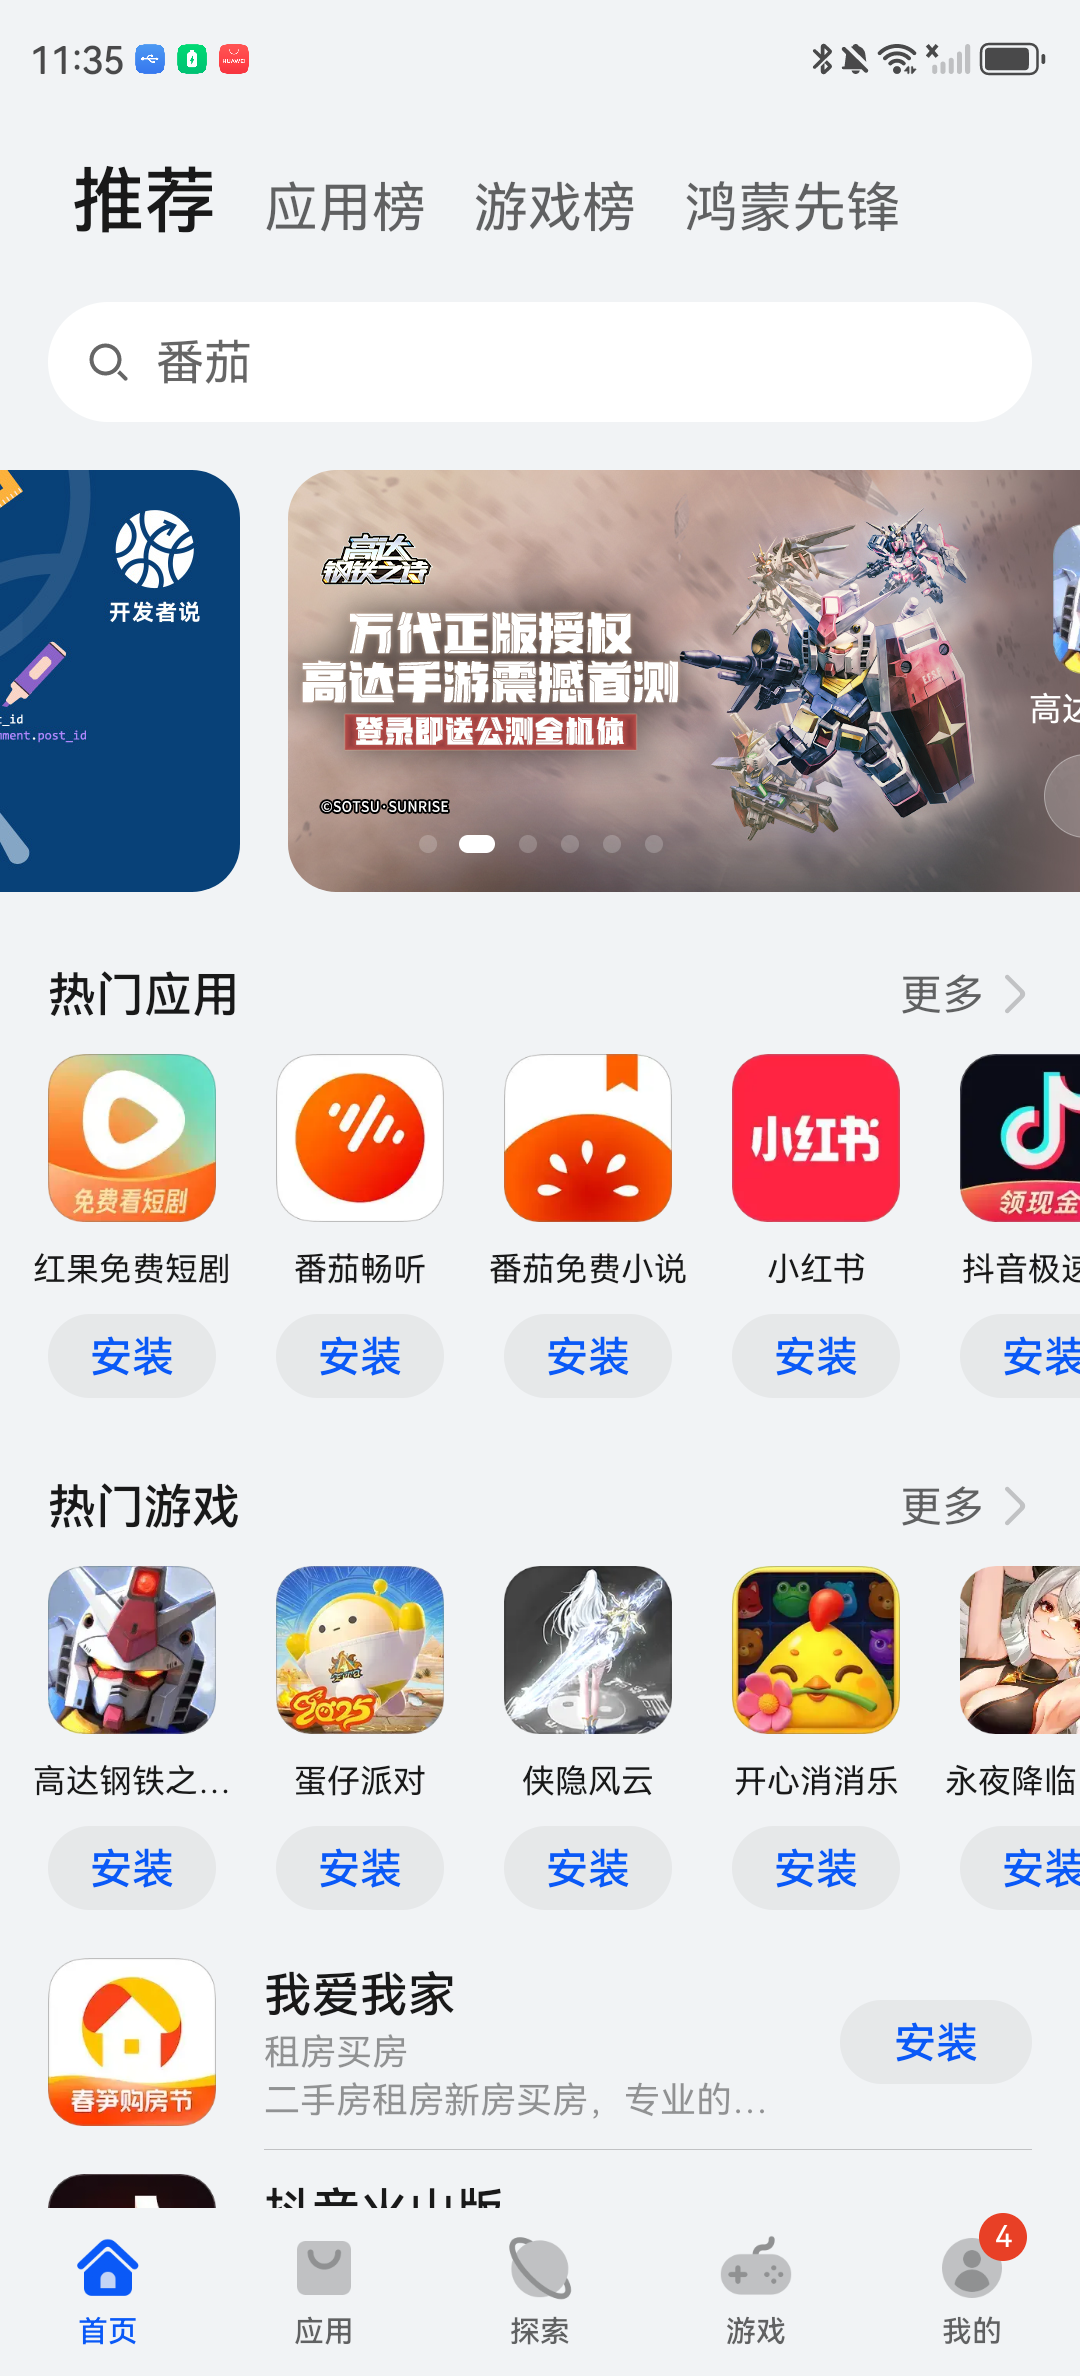 11:35
推荐
应用榜
游戏榜
鸿蒙先锋
番茄
开发者说
t_id
mment.post_id
高达
钢铁之诗
万代正版授权
高达手游震撼首测
登录即送公测全机体
©SOTSU·SUNRISE
高达
热门应用
更多
免费看短剧
小红书
领现金
红果免费短剧
番茄畅听
番茄免费小说
小红书
抖音极速
安装
安装
安装
安装
安装
热门游戏
更多
2025
高达钢铁之...
蛋仔派对
侠隐风云
开心消消乐
永夜降临
安装
安装
安装
安装
安装
春笋购房节
我爱我家
租房买房
二手房租房新房买房，专业的...
安装
抖音火山版
首页
应用
探索
游戏
我的
4